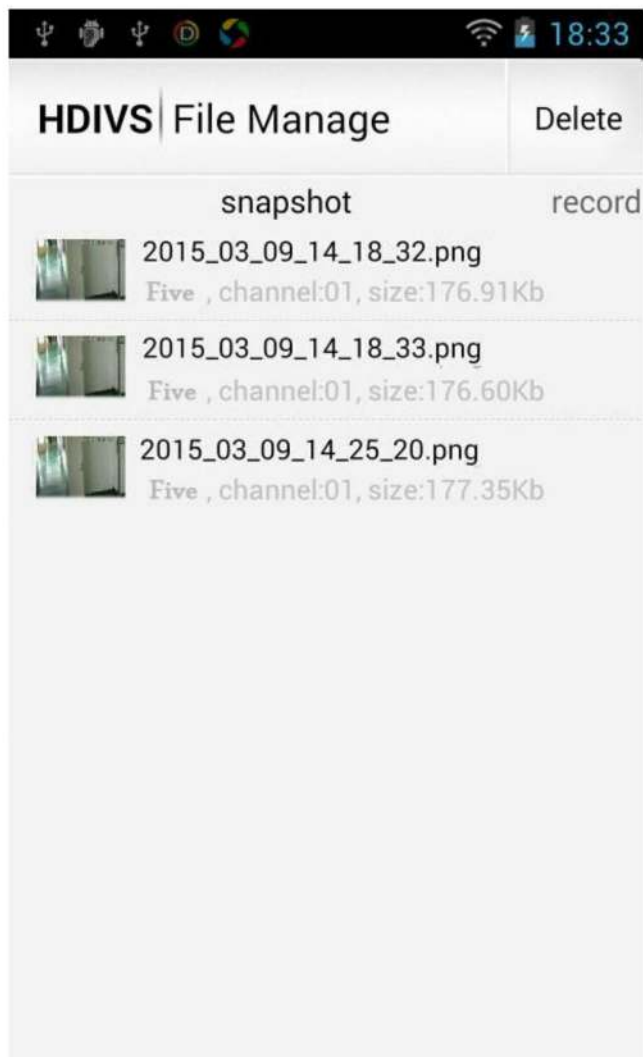 18:33
HDIVS File Manage Delete
snapshot record
2015_03_09_14_18_32.png
Five , channel:01, size:176.91Kb
2015_03_09_14_18_33.png
Five , channel:01, size:176.60Kb
2015_03_09_14_25_20.png
Five , channel:01, size:177.35Kb